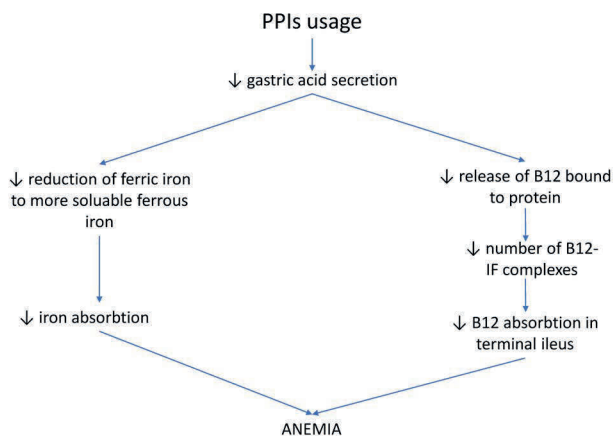 PPIs usage
↓ gastric acid secretion
↓ reduction of ferric iron
to more soluable ferrous
iron
↓ release of B12 bound
to protein
↓ number of B12-
IF complexes
↓ iron absorbtion
↓ B12 absorbtion in
terminal ileus
ANEMIA